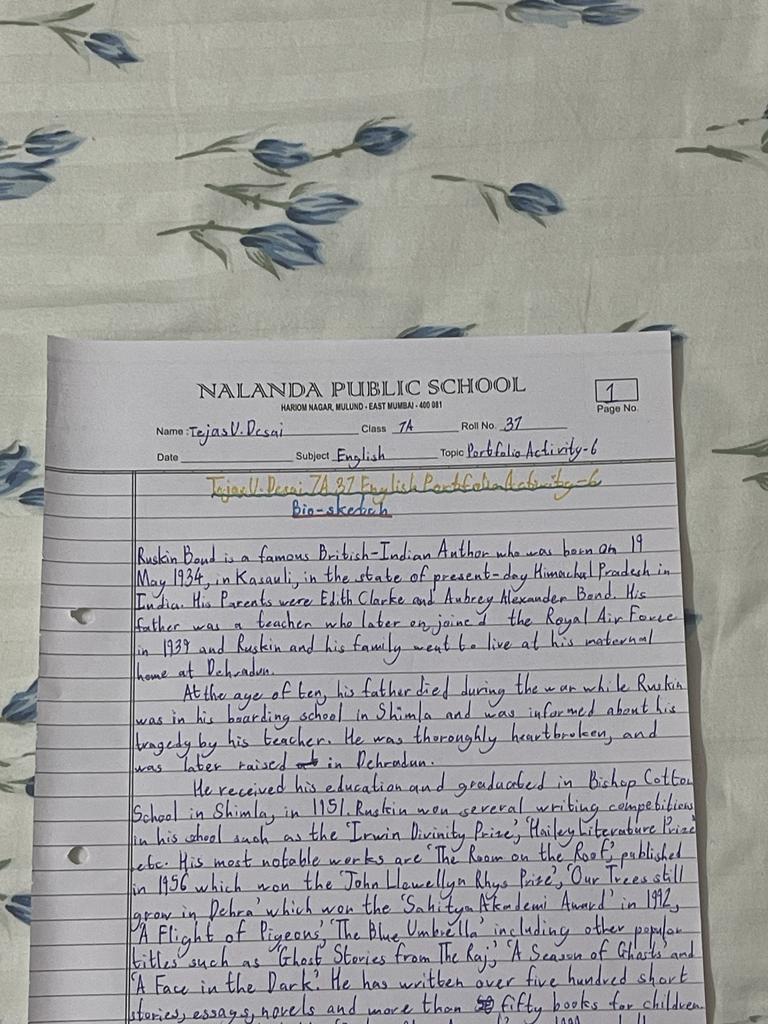 NALANDA PUBLIC SCHOOL
HARIOM NAGAR, MULUND - EAST MUMBAI - 400 081
1
Page No.
Name: Tejas V. Desai Class 7A Roll No. 37
Date Subject English Topic Portfolio Activity-6
Tejas V. Desai 7A 37 English Portfolio Activity-6
Bio-sketch
Ruskin Bond is a famous British-Indian Author who was born on 19
May 1934, in Kasauli, in the state of present-day Himachal Pradesh in
India. His Parents were Edith Clarke and Aubrey Alexander Bond. His
father was a teacher who later on joined the Royal Air Force
in 1939 and Ruskin and his family went to live at his maternal
home at Dehradun.
At the age of ten, his father died during the war while Ruskin
was in his boarding school in Shimla and was informed about his
tragedy by his teacher. He was thoroughly heartbroken, and
was later raised in Dehradun.
He received his education and graduated in Bishop Cotton
School in Shimla, in 1951. Ruskin won several writing competitions
in his school such as the 'Irwin Divinity Prize', 'Hailey Literature Prize'
etc. His most notable works are 'The Room on the Roof', published
in 1956 which won the 'John Llewellyn Rhys Prize', 'Our Trees still
grow in Dehra' which won the 'Sahitya Akademi Award' in 1992,
'A Flight of Pigeons', 'The Blue Umbrella' including other popular
titles such as 'Ghost Stories from The Raj', 'A Season of Ghosts' and
'A Face in the Dark'. He has written over five hundred short
stories, essays, novels and more than fifty books for children.